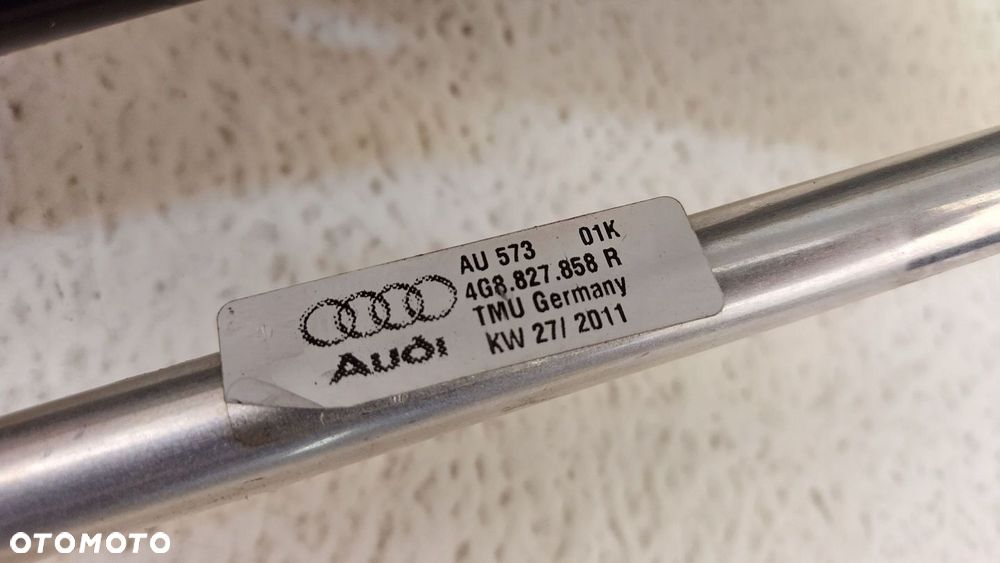 AU 573 01K
4G8.827.858 R
TMU Germany
KW 27/ 2011
Audi
OTOMOTO